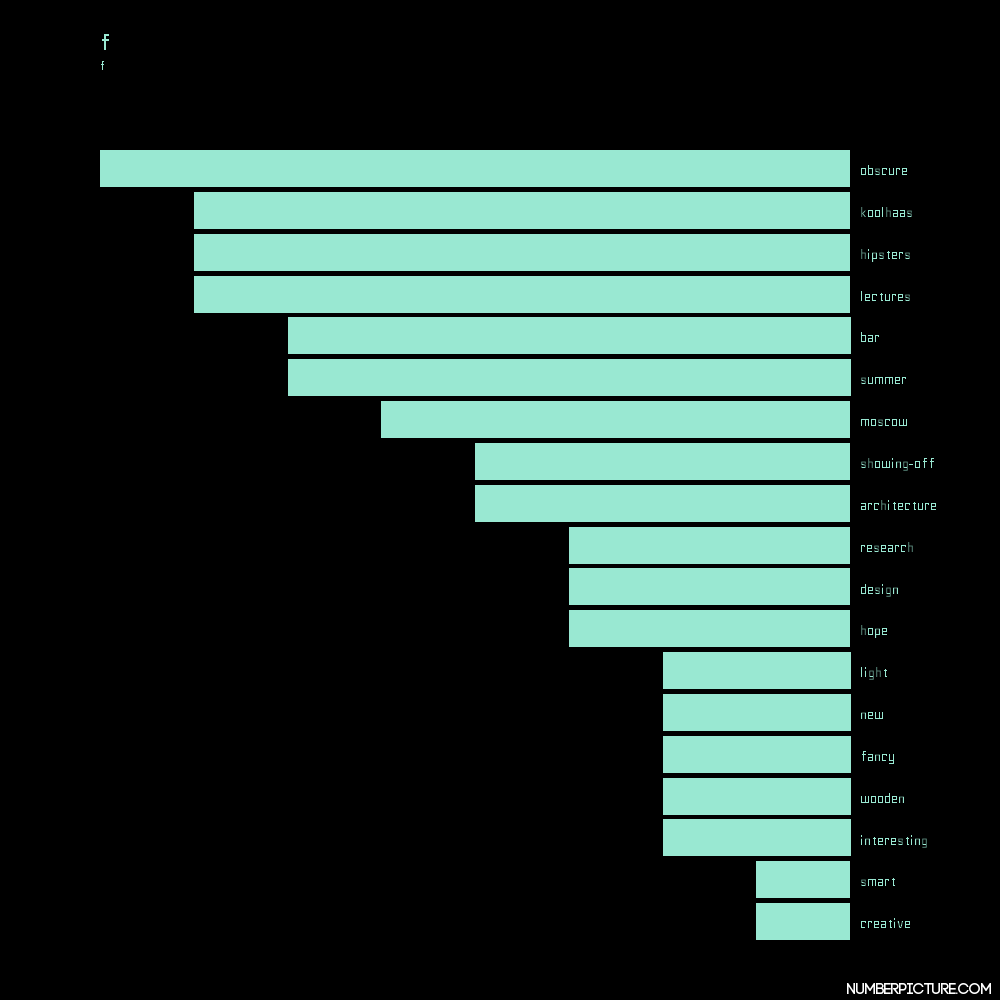 f
f
obscure
koolhaas
hipsters
lectures
bar
summer
moscow
showing-off
architecture
research
design
hope
light
new
fancy
wooden
interesting
smart
creative
NUMBERPICTURE.COM